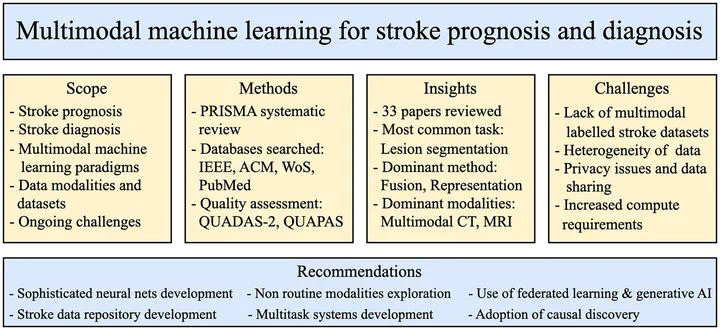 Multimodal machine learning for stroke prognosis and diagnosis
Scope
- Stroke prognosis
- Stroke diagnosis
- Multimodal machine
learning paradigms
- Data modalities and
datasets
- Ongoing challenges
Methods
- PRISMA systematic
review
- Databases searched:
IEEE, ACM, WoS,
PubMed
- Quality assessment:
QUADAS-2, QUAPAS
Insights
- 33 papers reviewed
- Most common task:
Lesion segmentation
- Dominant method:
Fusion, Representation
- Dominant modalities:
Multimodal CT, MRI
Challenges
- Lack of multimodal
labelled stroke datasets
- Heterogeneity of data
- Privacy issues and data
sharing
- Increased compute
requirements
Recommendations
- Sophisticated neural nets development
- Non routine modalities exploration
- Use of federated learning & generative AI
- Stroke data repository development
- Multitask systems development
- Adoption of causal discovery